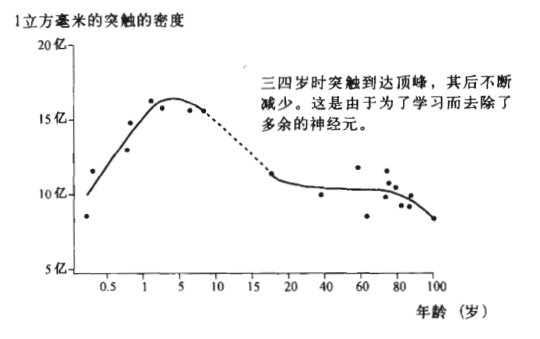 1立方毫米的突触的密度
20亿
三四岁时突触到达顶峰，其后不断
减少。这是由于为了学习而去除了
多余的神经元。
15亿
10亿
5亿
0.5 1 5 10 15 20 40 60 80 100
年龄（岁）